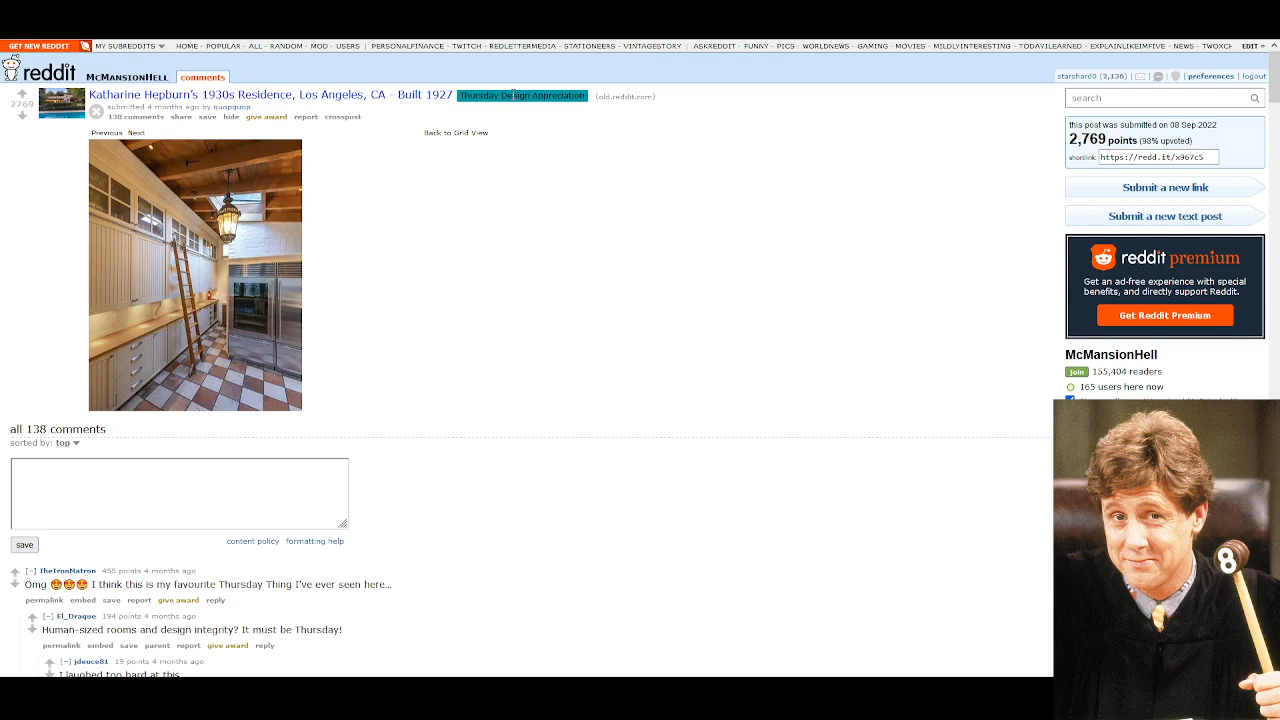 GET NEW REDDIT MY SUBREDDITS HOME - POPULAR - ALL - RANDOM - MOD - USERS | PERSONALFINANCE - TWITCH - REDLETTERMEDIA - STATIONEERS - VINTAGESTORY | ASKREDDIT - FUNNY - PICS - WORLDNEWS - GAMING - MOVIES - MILDLYINTERESTING - TODAYILEARNED - EXPLAINLIKEIMFIVE - NEWS - TWOXCH EDIT »
reddit McMANSIONHELL comments
starshard0 (2,136) | preferences | logout
2769
Katharine Hepburn's 1930s Residence, Los Angeles, CA - Built 1927 Thursday Design Appreciation (old.reddit.com)
submitted 4 months ago by quopquop
138 comments share save hide give award report crosspost
Previous Next Back to Grid View
all 138 comments
sorted by: top
save content policy formatting help
[–] TheIronMatron 455 points 4 months ago
Omg 😍😍😍 I think this is my favourite Thursday Thing I've ever seen here...
permalink embed save report give award reply
[–] El_Draque 194 points 4 months ago
Human-sized rooms and design integrity? It must be Thursday!
permalink embed save parent report give award reply
[–] jdeuce81 19 points 4 months ago
I laughed too hard at this
search
this post was submitted on 08 Sep 2022
2,769 points (98% upvoted)
shortlink: https://redd.it/x967c5
Submit a new link
Submit a new text post
reddit premium
Get an ad-free experience with special
benefits, and directly support Reddit.
Get Reddit Premium
McMansionHell
join 155,404 readers
165 users here now
8